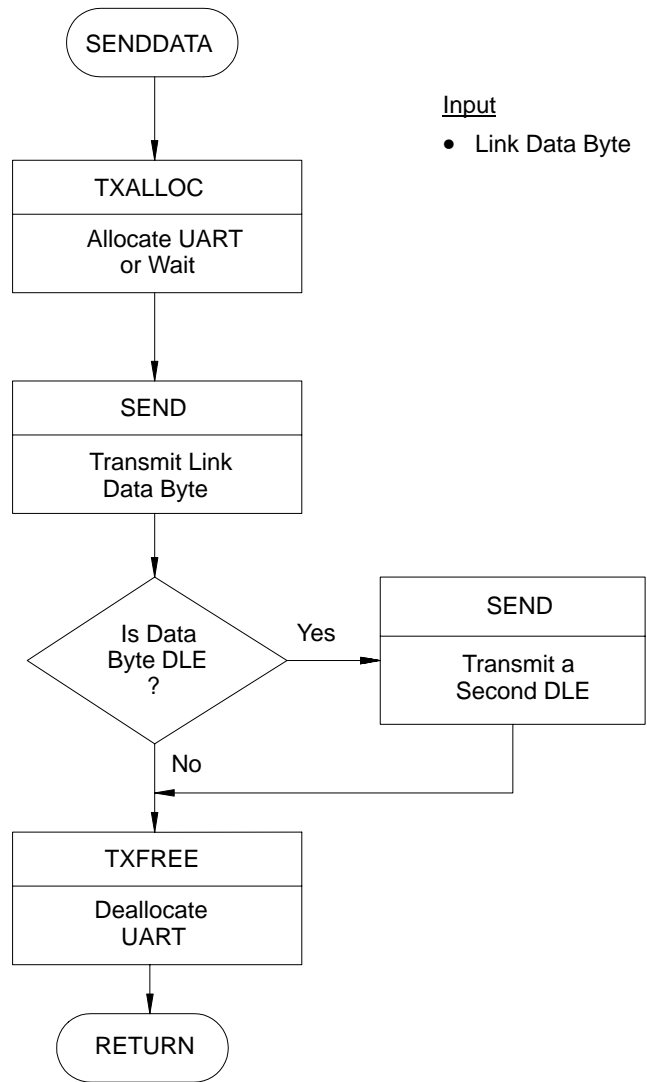 SENDDATA
Input
• Link Data Byte
TXALLOC
Allocate UART
or Wait
SEND
Transmit Link
Data Byte
Is Data
Byte DLE
?
Yes
SEND
Transmit a
Second DLE
No
TXFREE
Deallocate
UART
RETURN